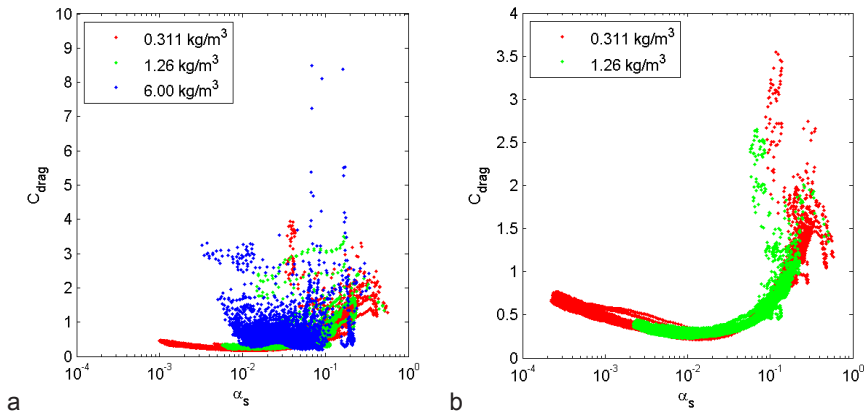 10
9
8
7
6
5
4
3
2
1
0
C_drag
0.311 kg/m³
1.26 kg/m³
6.00 kg/m³
10⁻⁴
10⁻³
10⁻²
10⁻¹
10⁰
α_s
a
4
3.5
3
2.5
2
1.5
1
0.5
0
C_drag
0.311 kg/m³
1.26 kg/m³
10⁻⁴
10⁻³
10⁻²
10⁻¹
10⁰
α_s
b